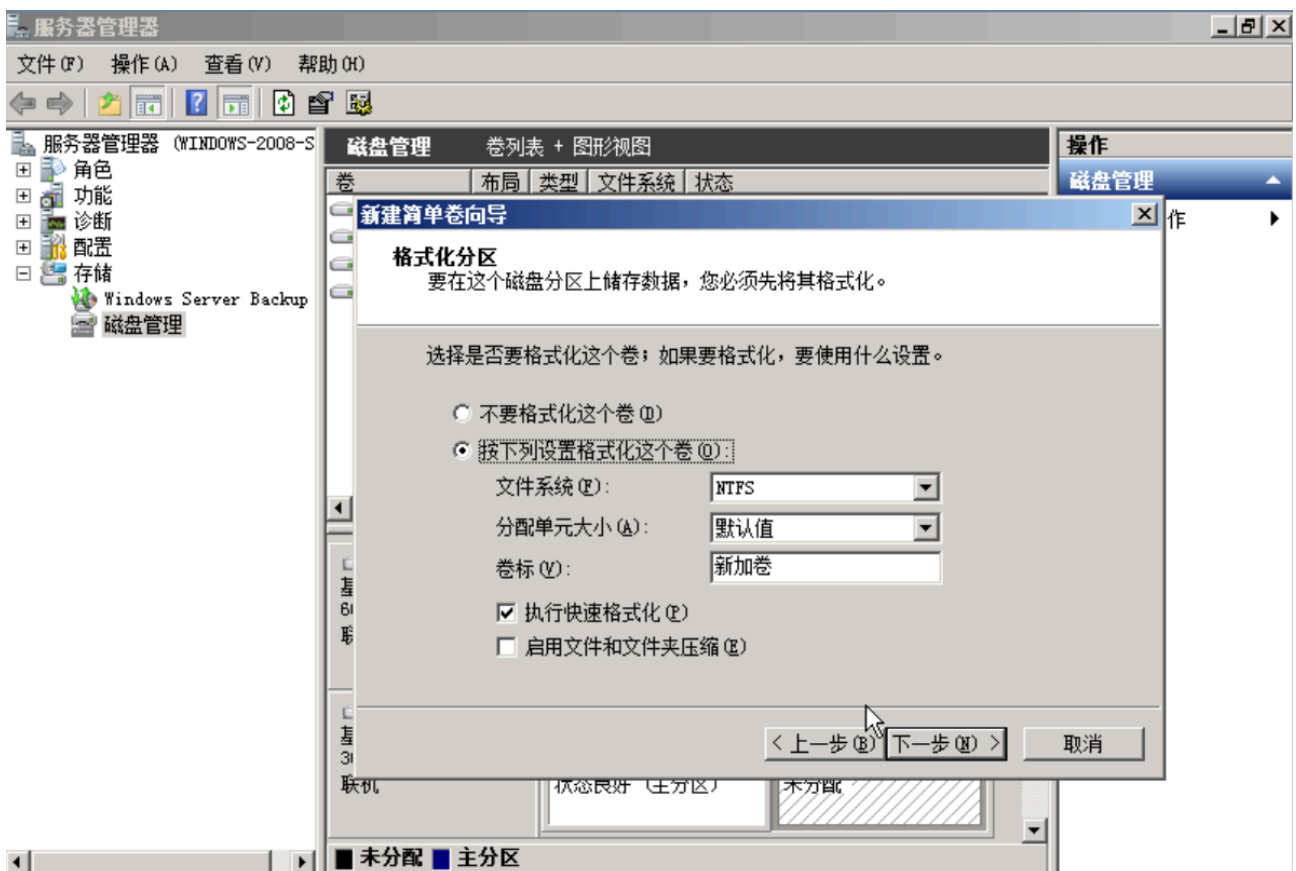 服务器管理器
文件(F) 操作(A) 查看(V) 帮助(H)
服务器管理器 (WINDOWS-2008-S
角色
功能
诊断
配置
存储
Windows Server Backup
磁盘管理
磁盘管理 卷列表 + 图形视图
卷 布局 类型 文件系统 状态
操作
磁盘管理
作
新建简单卷向导
格式化分区
要在这个磁盘分区上储存数据，您必须先将其格式化。
选择是否要格式化这个卷；如果要格式化，要使用什么设置。
不要格式化这个卷(D)
按下列设置格式化这个卷(O):
文件系统(F): NTFS
分配单元大小(A): 默认值
卷标(V): 新加卷
执行快速格式化(P)
启用文件和文件夹压缩(E)
< 上一步(B) 下一步(N) > 取消
基
联机 状态良好 (主分区) 未分配
未分配 主分区